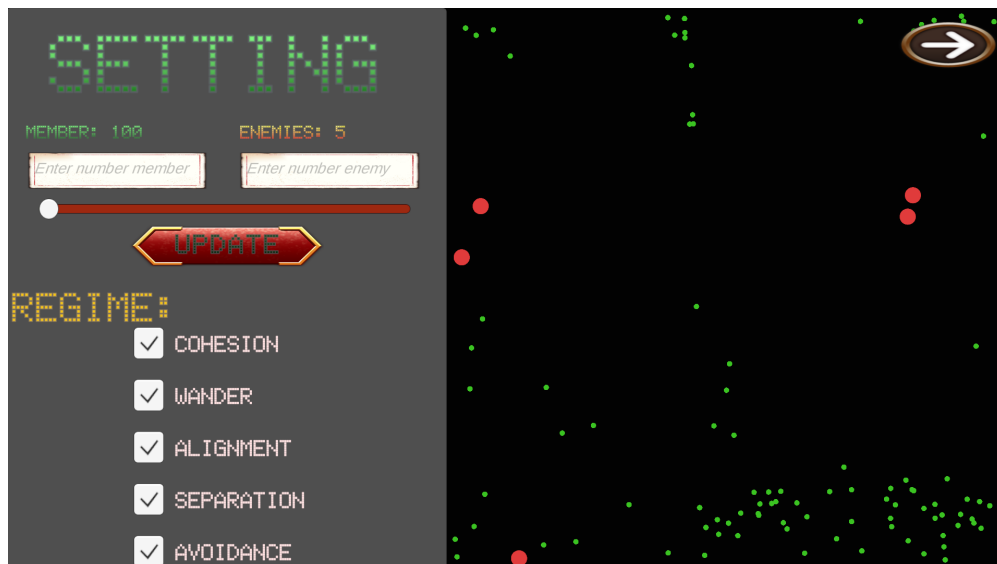 SETTING
MEMBER: 100
ENEMIES: 5
Enter number member
Enter number enemy
UPDATE
REGIME:
COHESION
WANDER
ALIGNMENT
SEPARATION
AVOIDANCE